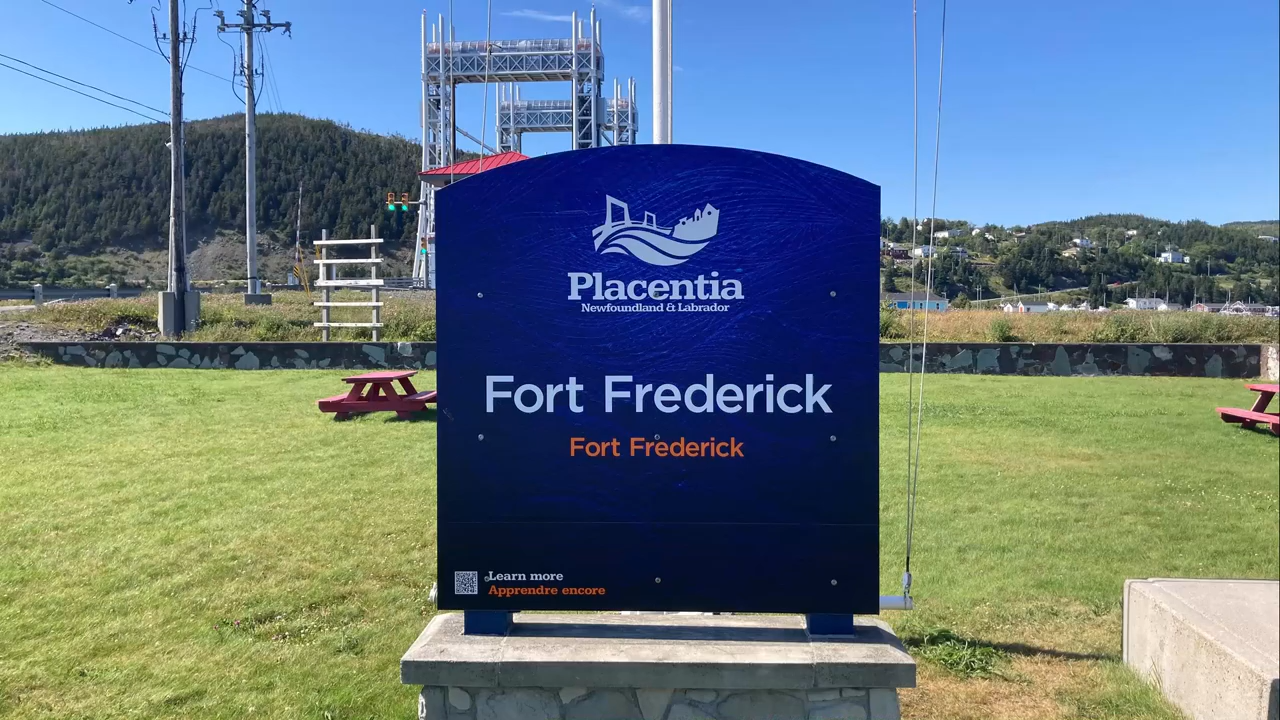 Placentia
Newfoundland & Labrador
Fort Frederick
Fort Frederick
Learn more
Apprendre encore